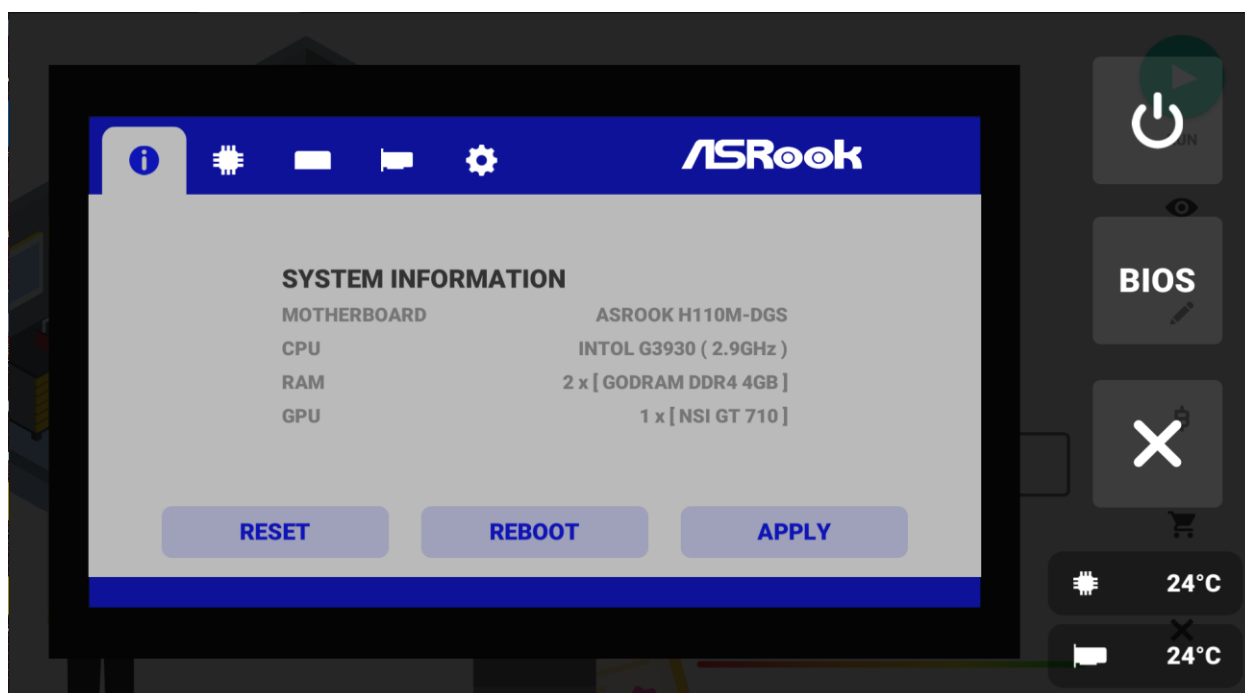 ASRook
SYSTEM INFORMATION
MOTHERBOARD ASROOK H110M-DGS
CPU INTOL G3930 ( 2.9GHz )
RAM 2 x [ GODRAM DDR4 4GB ]
GPU 1 x [ NSI GT 710 ]
RESET REBOOT APPLY
BIOS
24°C
24°C